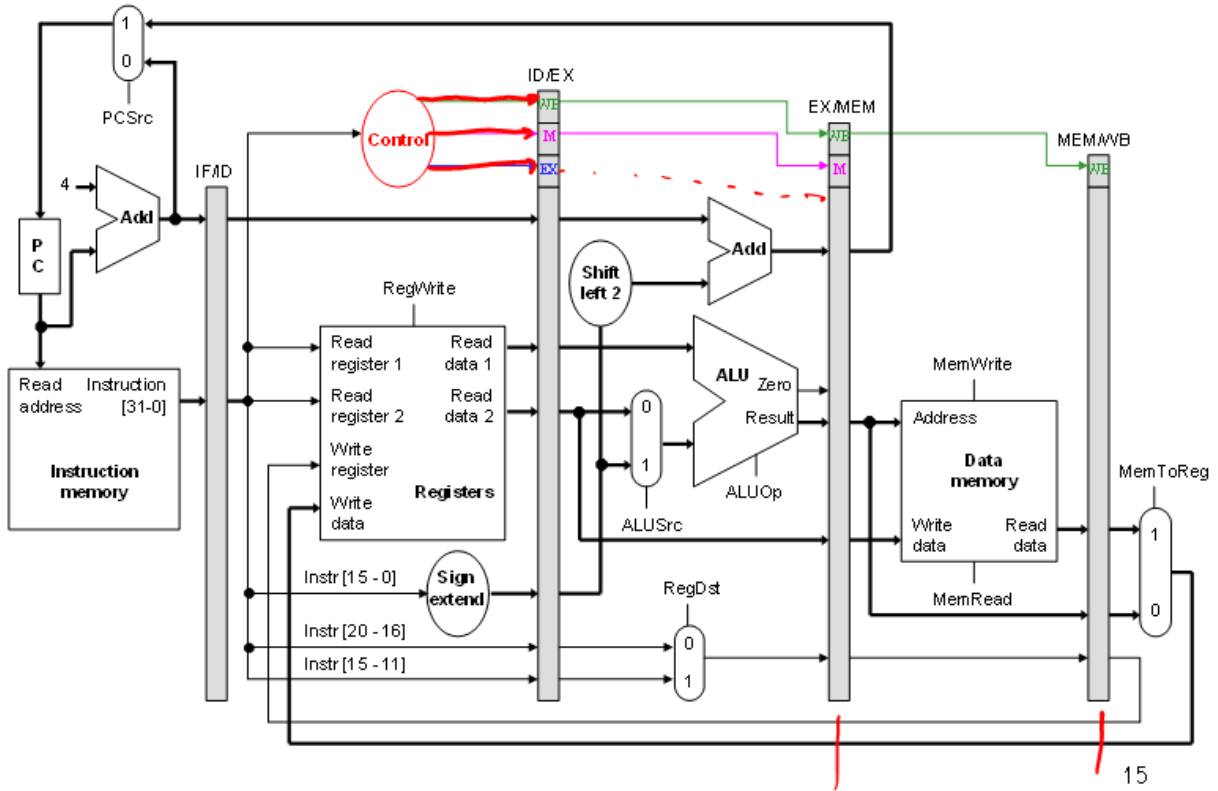 1
0
PCSrc
ID/EX
WB
M
EX
Control
EX/MEM
WB
M
MEM/WB
WB
IF/ID
4
Add
P
C
Add
Shift
left 2
RegWrite
Read
register 1
Read
data 1
Read
register 2
Read
data 2
Write
register
Write
data
Registers
Read
address
Instruction
[31-0]
Instruction
memory
0
1
ALUSrc
ALU
Zero
Result
ALUOp
MemWrite
Address
Data
memory
Write
data
Read
data
MemRead
MemToReg
1
0
Instr [15 - 0]
Sign
extend
RegDst
Instr [20 - 16]
0
Instr [15 - 11]
1
15